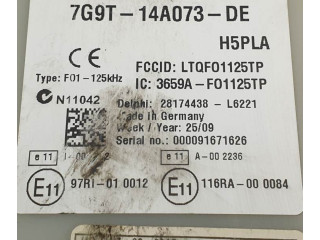 7G9T-14A073-DE
H5PLA
CE
FCCID: LTQFO1125TP
Type: FO1-125kHz
IC: 3659A-FO1125TP
N11042
Delphi: 28174438 - L6221
Made in Germany
Week / Year: 25/09
Serial no.: 000091671626
e 11
e 11 A-00 2236
E11 97RI-01 0012
E11 116RA-00 0084